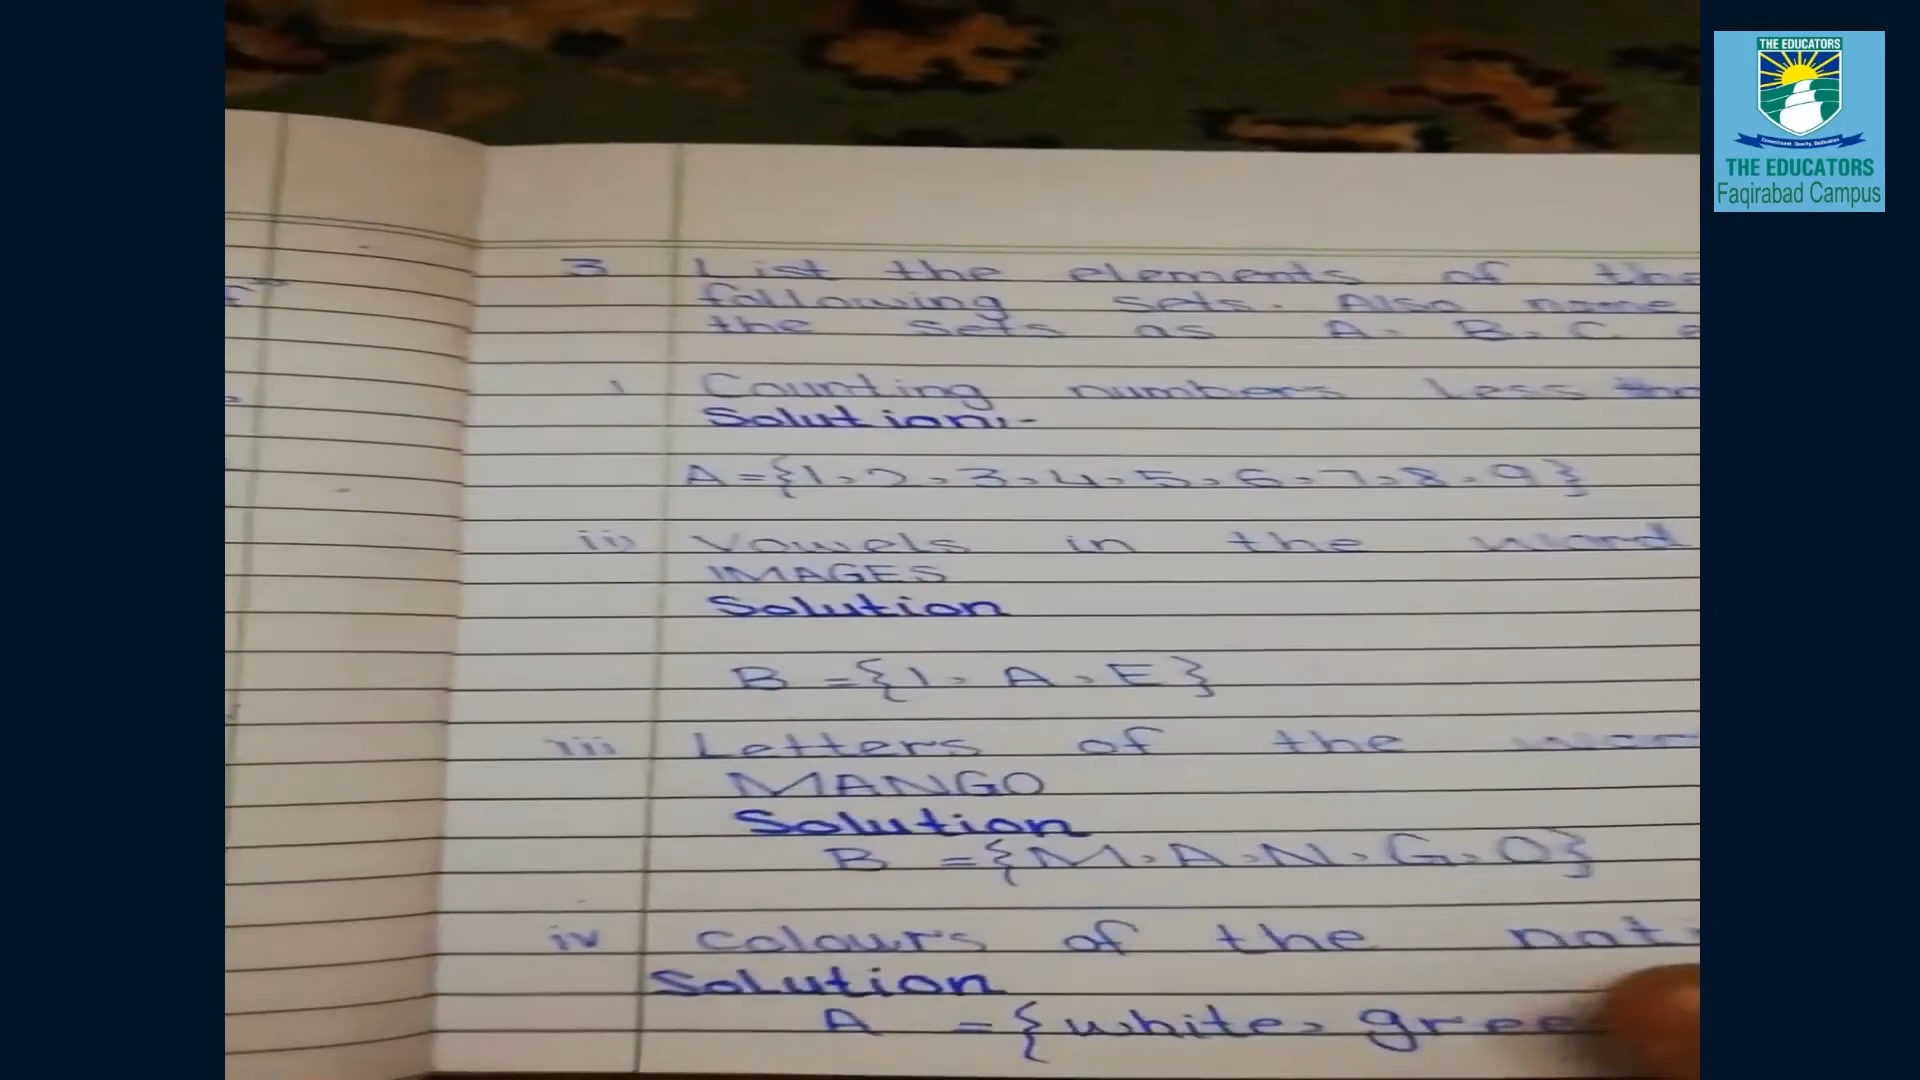 3 List the elements of the
following sets. Also name
the sets as A, B, C
i Counting numbers less
Solution:-
A={1,2,3,4,5,6,7,8,9}
ii) Vowels in the word
IMAGES
Solution
B ={I, A, E}
iii Letters of the
MANGO
Solution
B ={M,A,N,G,O}
iv colours of the
Solution
A ={white,
THE EDUCATORS
THE EDUCATORS
Faqirabad Campus